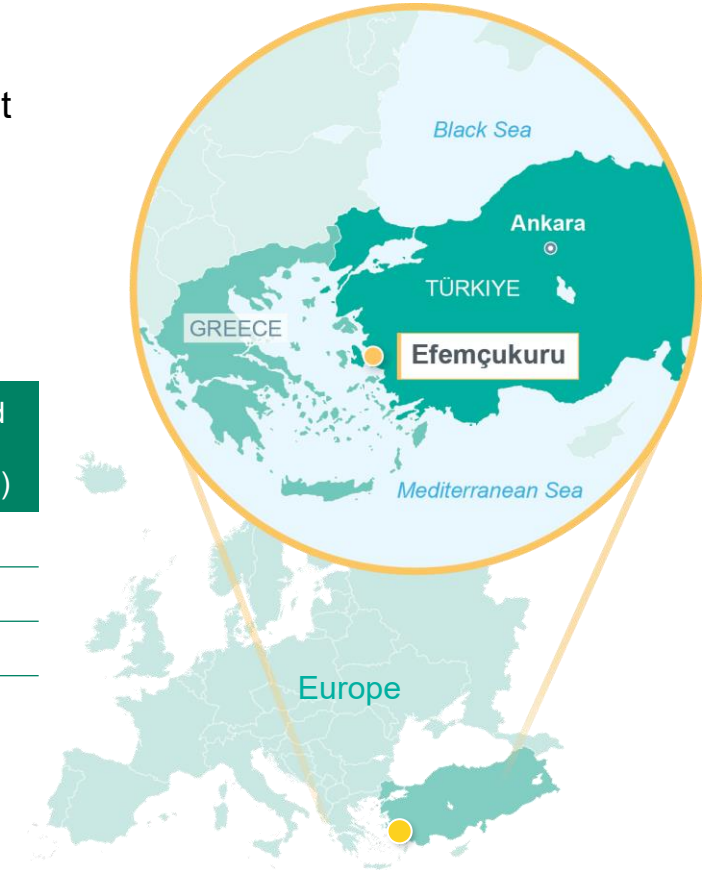 t
Black Sea
Ankara
TÜRKIYE
GREECE
Efemçukuru
d
)
Mediterranean Sea
Europe